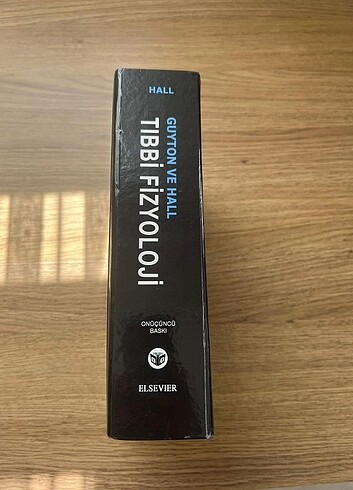 HALL
GUYTON VE HALL
TIBBİ FİZYOLOJİ
ONÜÇÜNCÜ
BASKI
ELSEVIER